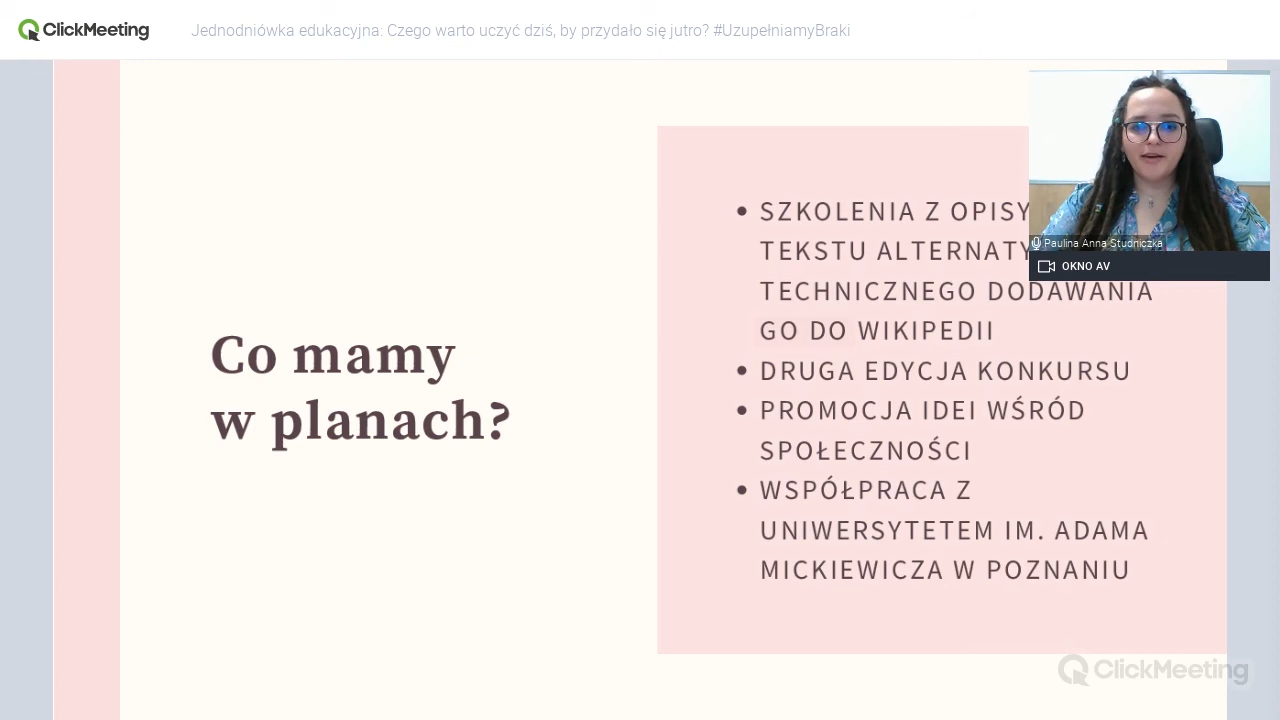 ClickMeeting
Jednodniówka edukacyjna: Czego warto uczyć dziś, by przydało się jutro? #UzupełniamyBraki
Co mamy
w planach?
• SZKOLENIA Z
TEKSTU
TECHNICZNEGO DODAWANIA
GO DO WIKIPEDII
• DRUGA EDYCJA KONKURSU
• PROMOCJA IDEI WŚRÓD
SPOŁECZNOŚCI
• WSPÓŁPRACA Z
UNIWERSYTETEM IM. ADAMA
MICKIEWICZA W POZNANIU
Paulina Anna Studniczka
OKNO AV
ClickMeeting